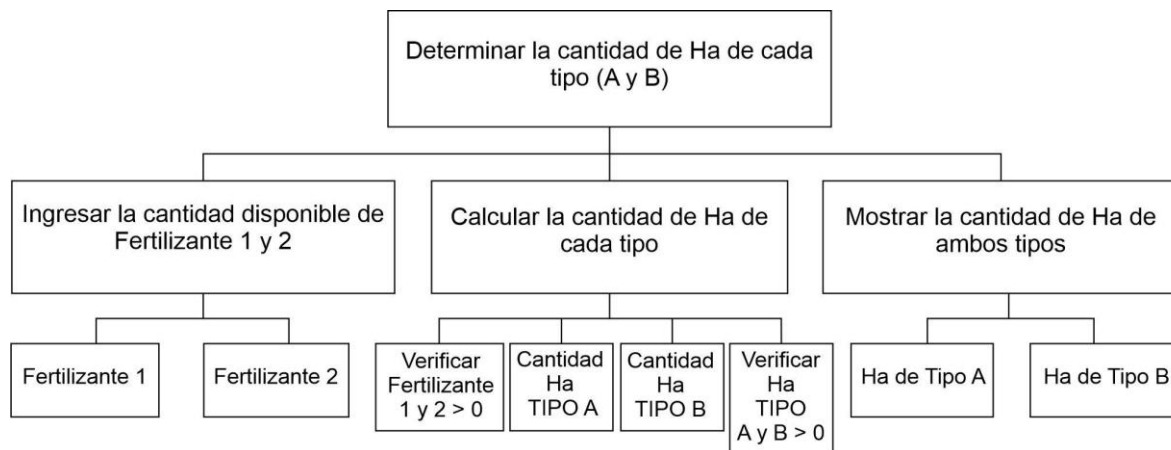 Determinar la cantidad de Ha de cada
tipo (A y B)
Ingresar la cantidad disponible de
Fertilizante 1 y 2
Calcular la cantidad de Ha de
cada tipo
Mostrar la cantidad de Ha de
ambos tipos
Fertilizante 1
Fertilizante 2
Verificar
Fertilizante
1 y 2 > 0
Cantidad
Ha
TIPO A
Cantidad
Ha
TIPO B
Verificar
Ha
TIPO
A y B > 0
Ha de Tipo A
Ha de Tipo B